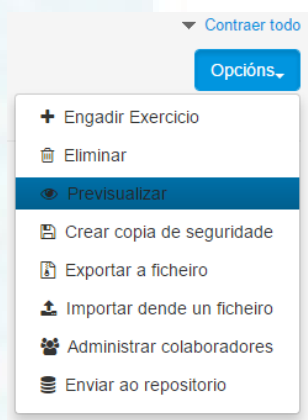 Contraer todo
Opcións
Engadir Exercicio
Eliminar
Previsualizar
Crear copia de seguridade
Exportar a ficheiro
Importar dende un ficheiro
Administrar colaboradores
Enviar ao repositorio